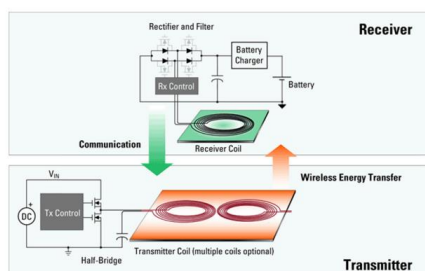 Receiver
Rectifier and Filter
Battery
Charger
Rx Control
Battery
Receiver Coil
Communication
Wireless Energy Transfer
VIN
Tx Control
DC
Half-Bridge
Transmitter Coil (multiple coils optional)
Transmitter